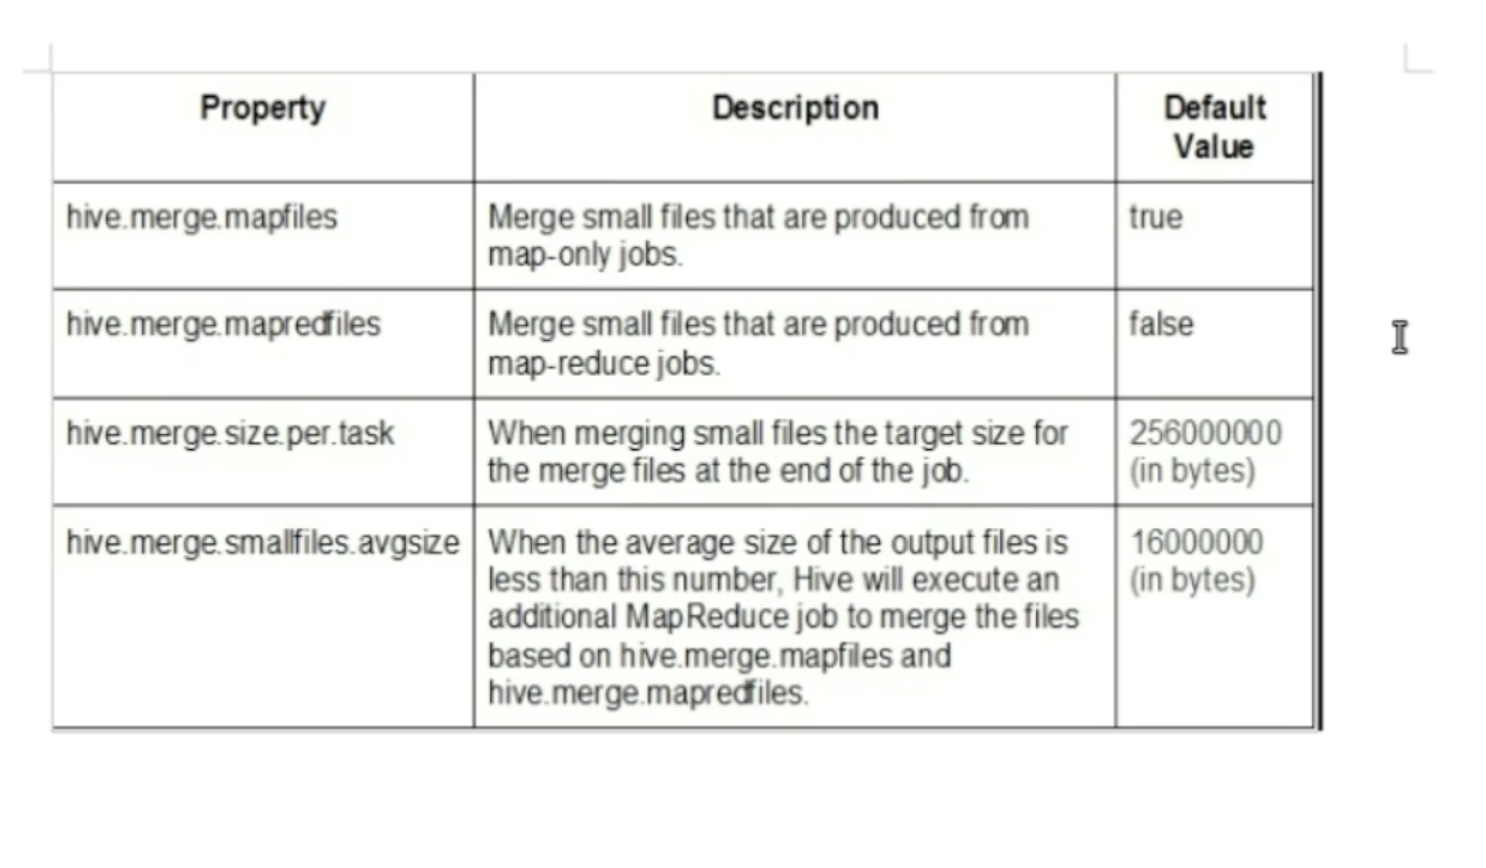 Property
Description
Default
Value
hive.merge.mapfiles
Merge small files that are produced from
map-only jobs.
true
hive.merge.mapredfiles
Merge small files that are produced from
map-reduce jobs.
false
hive.merge.size.per.task
When merging small files the target size for
the merge files at the end of the job.
256000000
(in bytes)
hive.merge.smallfiles.avgsize
When the average size of the output files is
less than this number, Hive will execute an
additional MapReduce job to merge the files
based on hive.merge.mapfiles and
hive.merge.mapredfiles.
16000000
(in bytes)